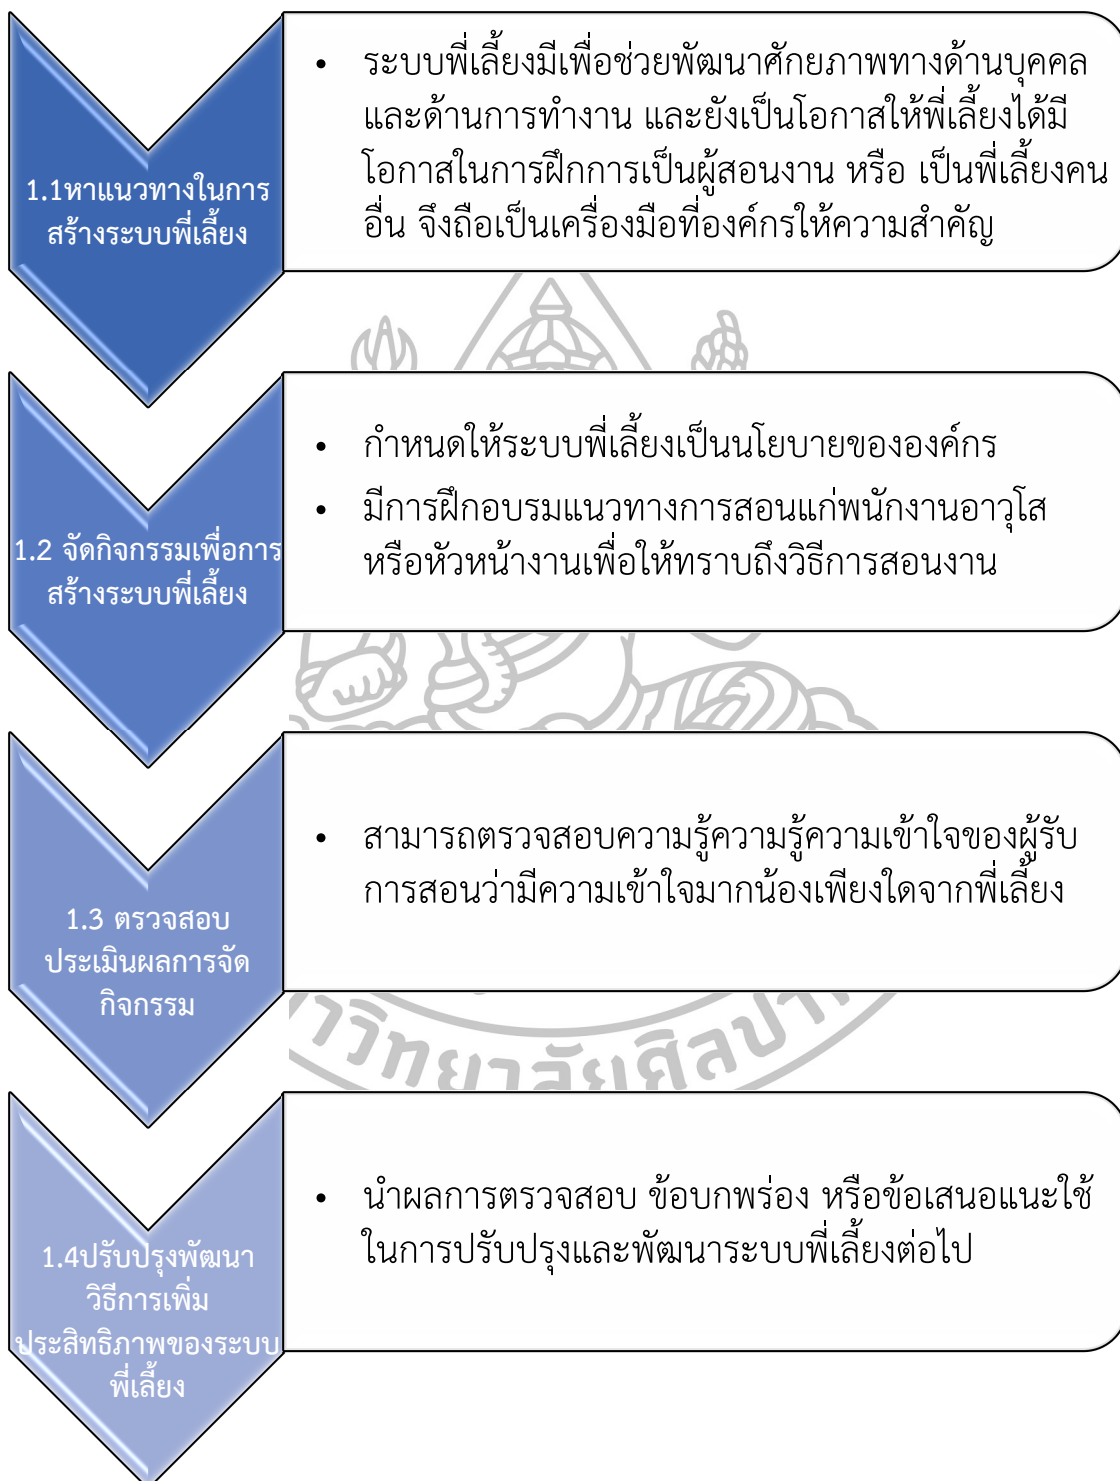 1.1หาแนวทางในการ
สร้างระบบพี่เลี้ยง
• ระบบพี่เลี้ยงมีเพื่อช่วยพัฒนาศักยภาพทางด้านบุคคล
และด้านการทำงาน และยังเป็นโอกาสให้พี่เลี้ยงได้มี
โอกาสในการฝึกการเป็นผู้สอนงาน หรือ เป็นพี่เลี้ยงคน
อื่น จึงถือเป็นเครื่องมือที่องค์กรให้ความสำคัญ
1.2 จัดกิจกรรมเพื่อการ
สร้างระบบพี่เลี้ยง
• กำหนดให้ระบบพี่เลี้ยงเป็นนโยบายขององค์กร
• มีการฝึกอบรมแนวทางการสอนแก่พนักงานอาวุโส
หรือหัวหน้างานเพื่อให้ทราบถึงวิธีการสอนงาน
1.3 ตรวจสอบ
ประเมินผลการจัด
กิจกรรม
• สามารถตรวจสอบความรู้ความรู้ความเข้าใจของผู้รับ
การสอนว่ามีความเข้าใจมากน้องเพียงใดจากพี่เลี้ยง
วิทยาลัยศิลปา
1.4ปรับปรุงพัฒนา
วิธีการเพิ่ม
ประสิทธิภาพของระบบ
พี่เลี้ยง
• นำผลการตรวจสอบ ข้อบกพร่อง หรือข้อเสนอแนะใช้
ในการปรับปรุงและพัฒนาระบบพี่เลี้ยงต่อไป